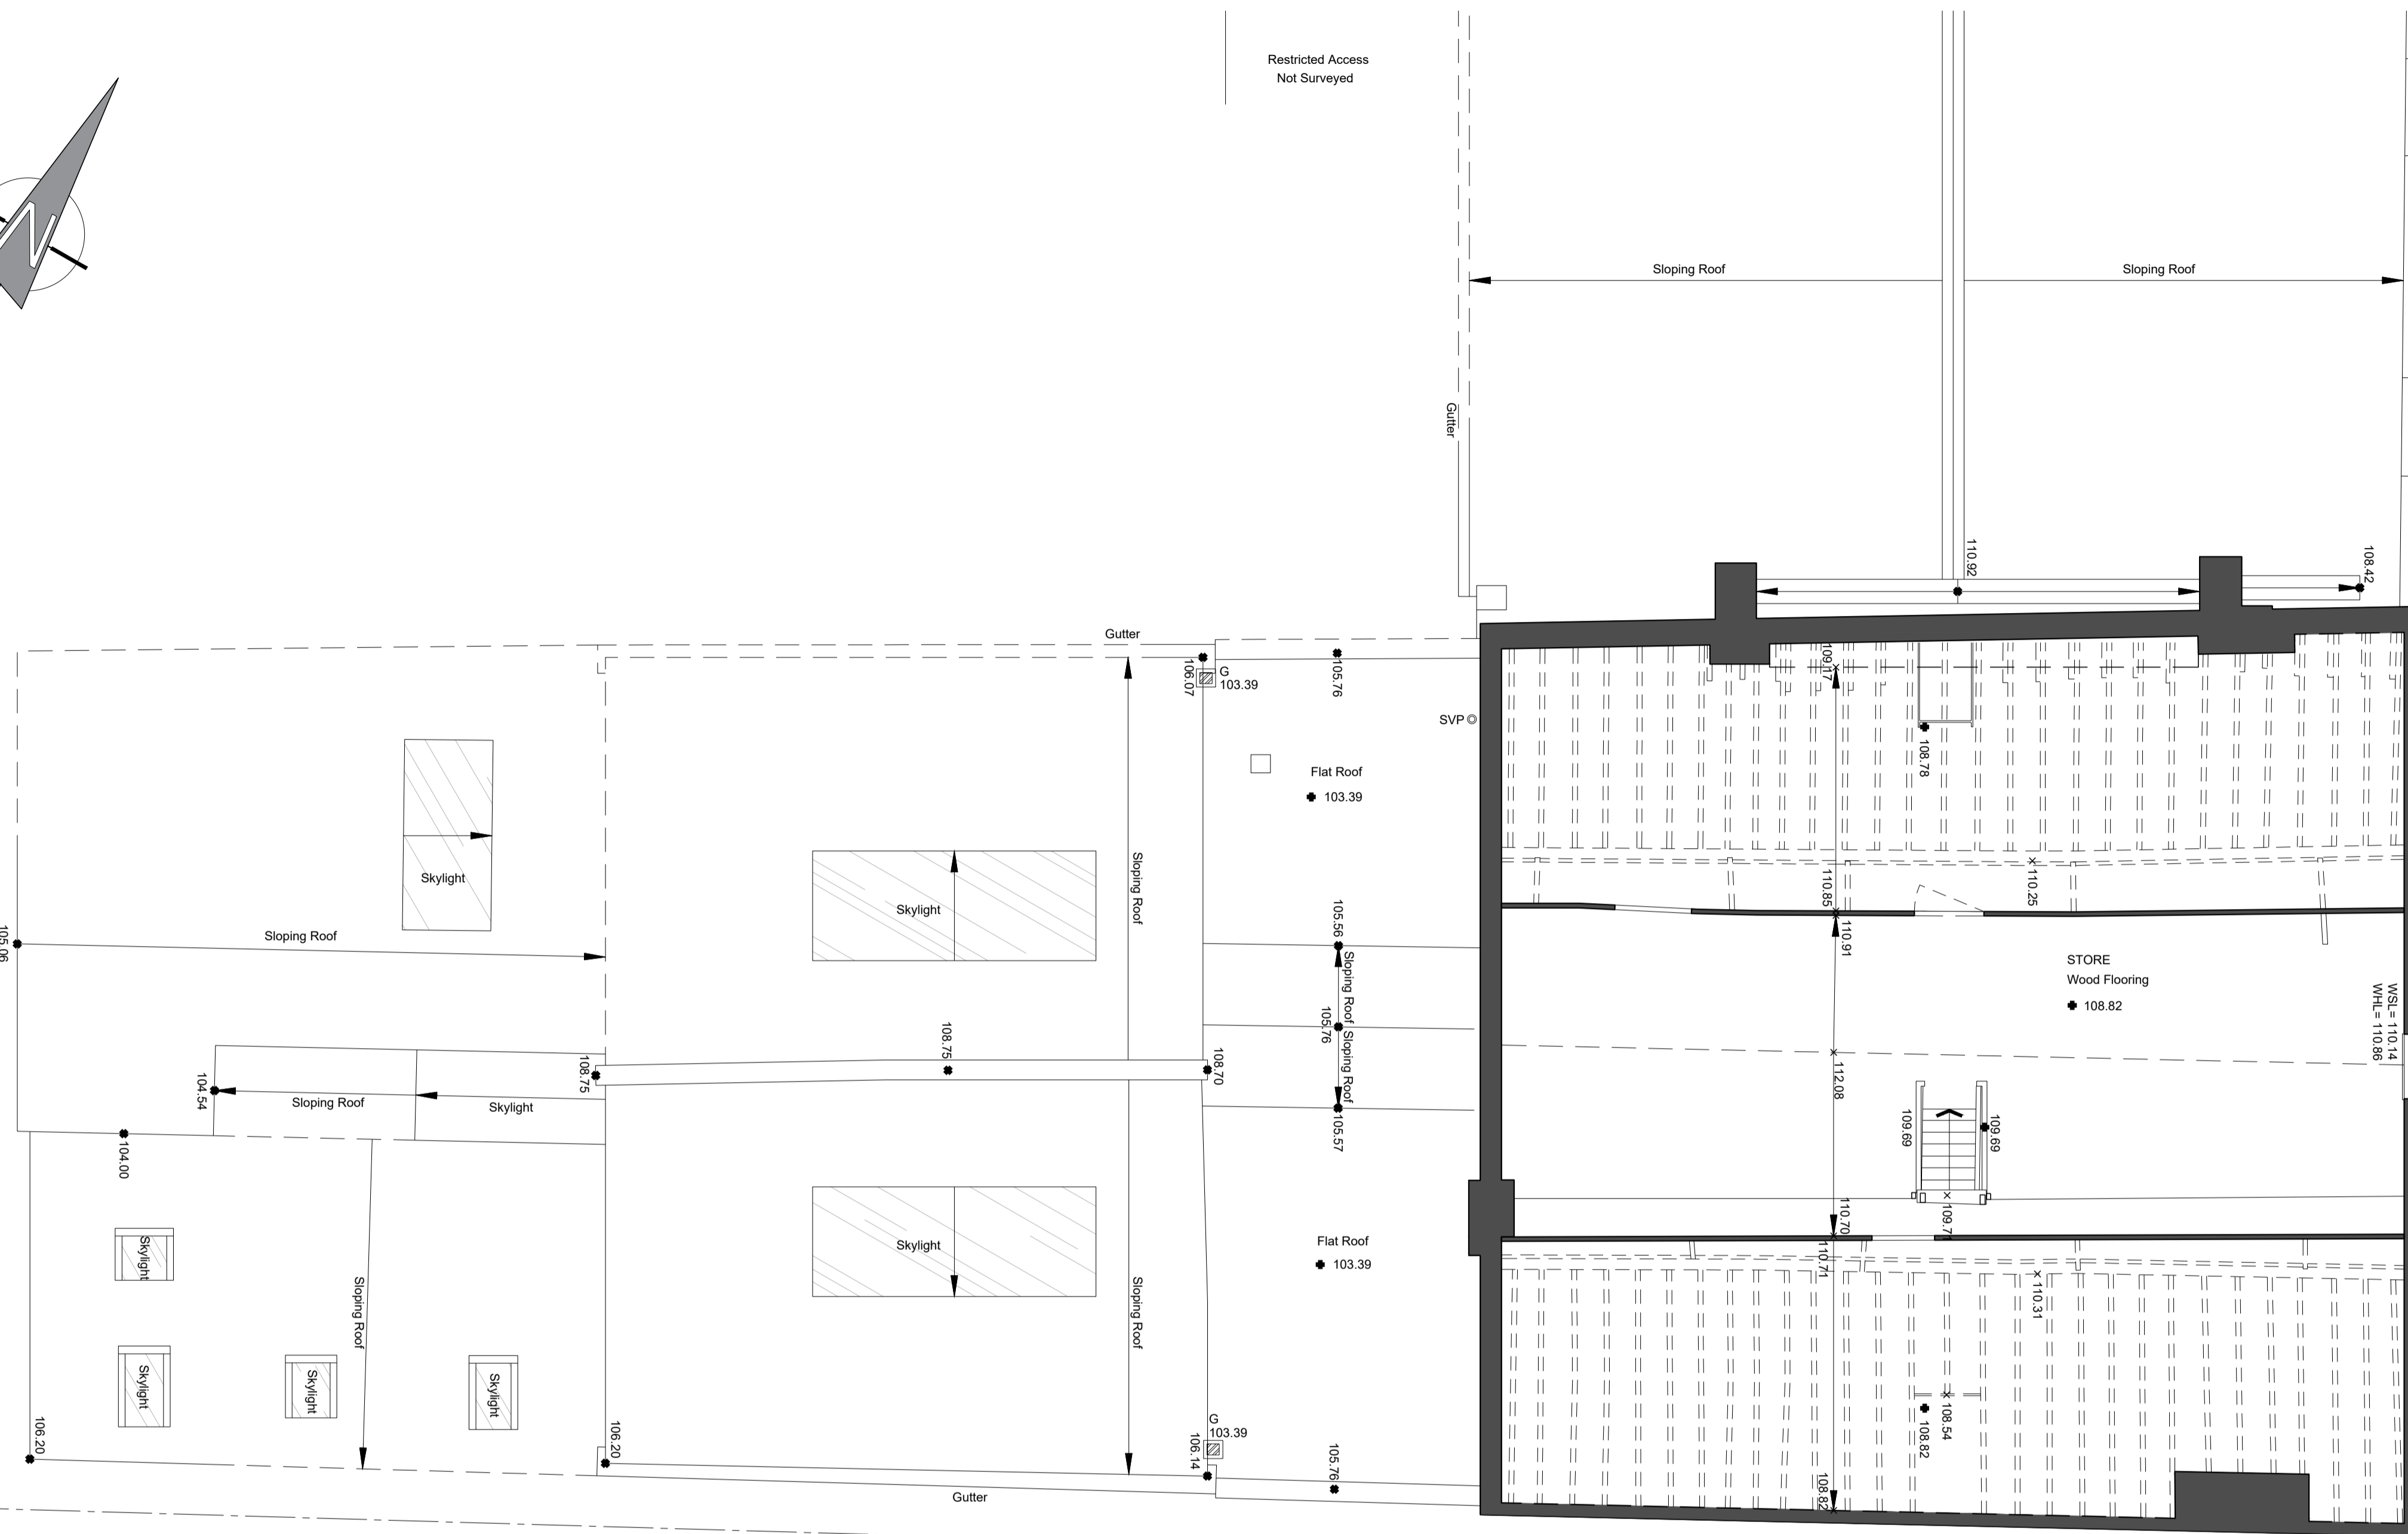 Restricted Access
Not Surveyed
N
Sloping Roof
Sloping Roof
Gutter
110.92
108.42
Gutter
106.07
G
103.39
105.76
SVP
109.17
108.78
Flat Roof
103.39
Skylight
Skylight
Sloping Roof
110.85
110.25
105.56
110.91
Sloping Roof
105.06
Sloping Roof
STORE
Wood Flooring
108.82
WSL= 110.14
WHL= 110.86
105.76
Sloping Roof
108.75
108.75
108.70
112.08
104.54
Sloping Roof
Skylight
105.57
109.69
109.69
104.00
Skylight
Skylight
Sloping Roof
Sloping Roof
Flat Roof
103.39
110.70
109.71
110.71
110.31
Skylight
Skylight
Skylight
108.54
108.82
106.20
106.20
G
103.39
106.14
105.76
108.82
Gutter